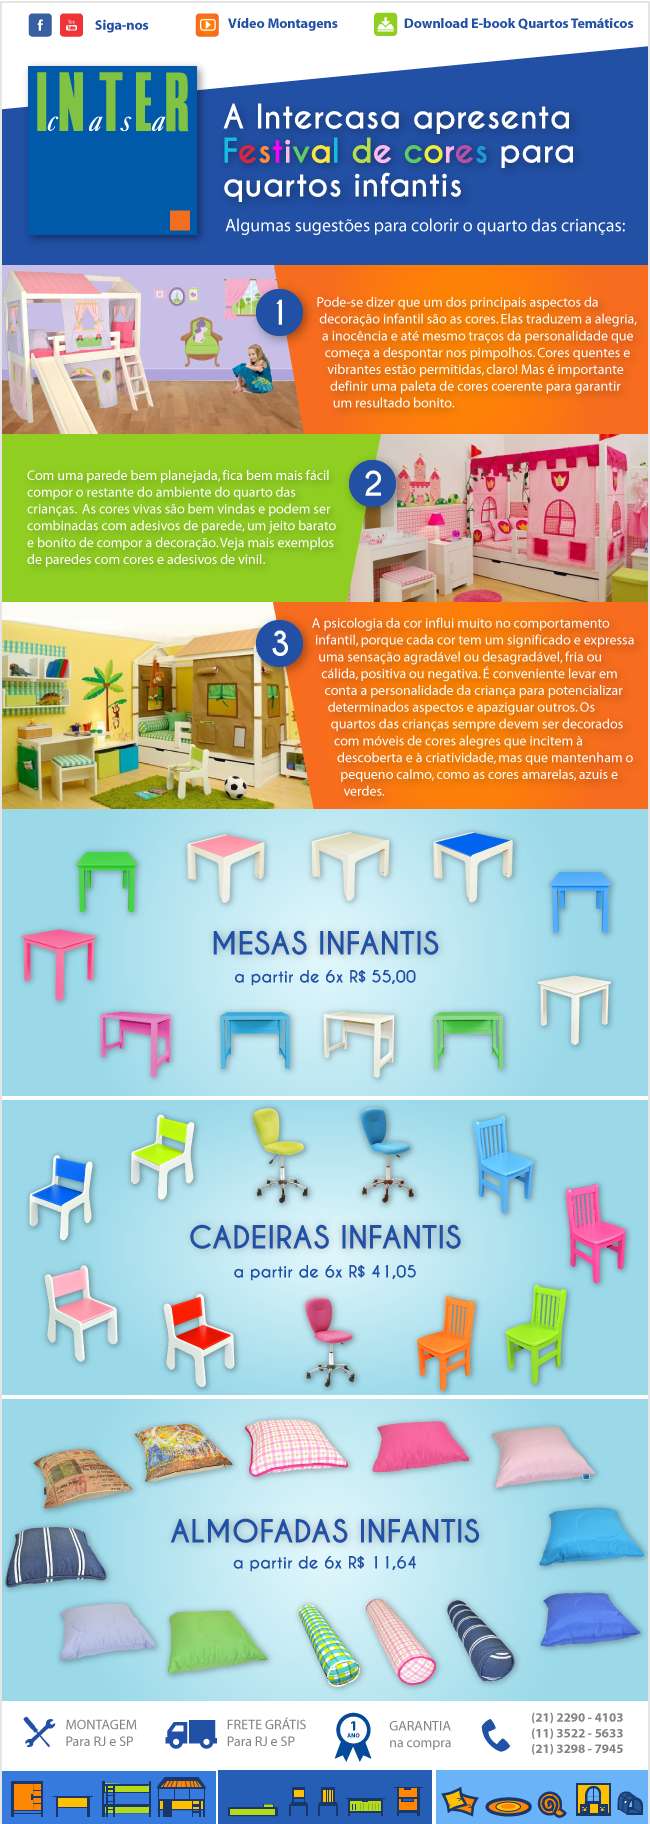 Siga-nos
Vídeo Montagens
Download E-book Quartos Temáticos
INTER
casa
A Intercasa apresenta
Festival de cores para
quartos infantis
Algumas sugestões para colorir o quarto das crianças:
1
Pode-se dizer que um dos principais aspectos da
decoração infantil são as cores. Elas traduzem a alegria,
a inocência e até mesmo traços da personalidade que
começa a despontar nos pimpolhos. Cores quentes e
vibrantes estão permitidas, claro! Mas é importante
definir uma paleta de cores coerente para garantir
um resultado bonito.
Com uma parede bem planejada, fica bem mais fácil
compor o restante do ambiente do quarto das
crianças. As cores vivas são bem vindas e podem ser
combinadas com adesivos de parede, um jeito barato
e bonito de compor a decoração. Veja mais exemplos
de paredes com cores e adesivos de vinil.
2
3
A psicologia da cor influi muito no comportamento
infantil, porque cada cor tem um significado e expressa
uma sensação agradável ou desagradável, fria ou
cálida, positiva ou negativa. É conveniente levar em
conta a personalidade da criança para potencializar
determinados aspectos e apaziguar outros. Os
quartos das crianças sempre devem ser decorados
com móveis de cores alegres que incitem à
descoberta e à criatividade, mas que mantenham o
pequeno calmo, como as cores amarelas, azuis e
verdes.
MESAS INFANTIS
a partir de 6x R$ 55,00
CADEIRAS INFANTIS
a partir de 6x R$ 41,05
ALMOFADAS INFANTIS
a partir de 6x R$ 11,64
MONTAGEM
Para RJ e SP
FRETE GRÁTIS
Para RJ e SP
1
ANO
GARANTIA
na compra
(21) 2290 - 4103
(11) 3522 - 5633
(21) 3298 - 7945